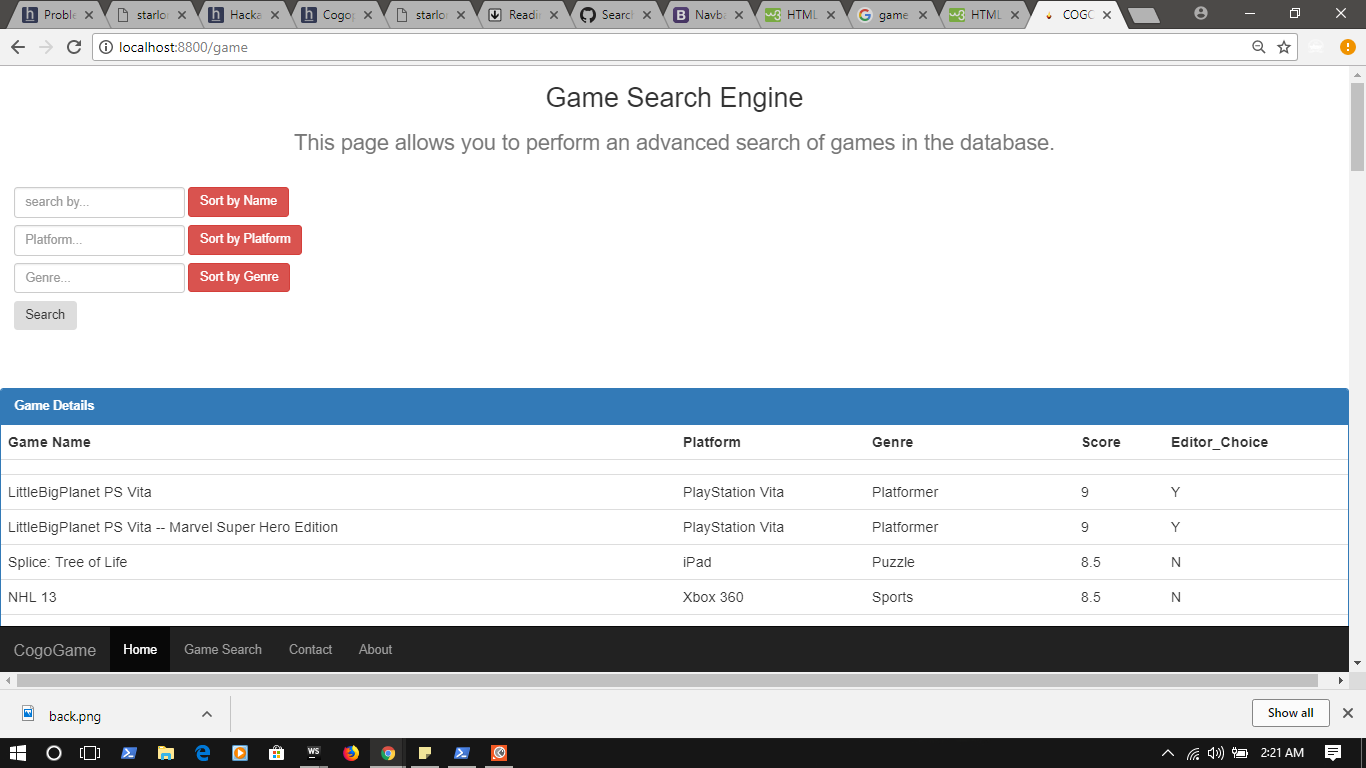 Proble
starlo
Hacka
Cogop
starlo
Readi
Search
Navba
HTML
game
HTML
COGC
localhost:8800/game
Game Search Engine
This page allows you to perform an advanced search of games in the database.
search by... Sort by Name
Platform... Sort by Platform
Genre... Sort by Genre
Search
Game Details
Game Name Platform Genre Score Editor_Choice
LittleBigPlanet PS Vita PlayStation Vita Platformer 9 Y
LittleBigPlanet PS Vita -- Marvel Super Hero Edition PlayStation Vita Platformer 9 Y
Splice: Tree of Life iPad Puzzle 8.5 N
NHL 13 Xbox 360 Sports 8.5 N
CogoGame Home Game Search Contact About
back.png Show all
WS 2:21 AM